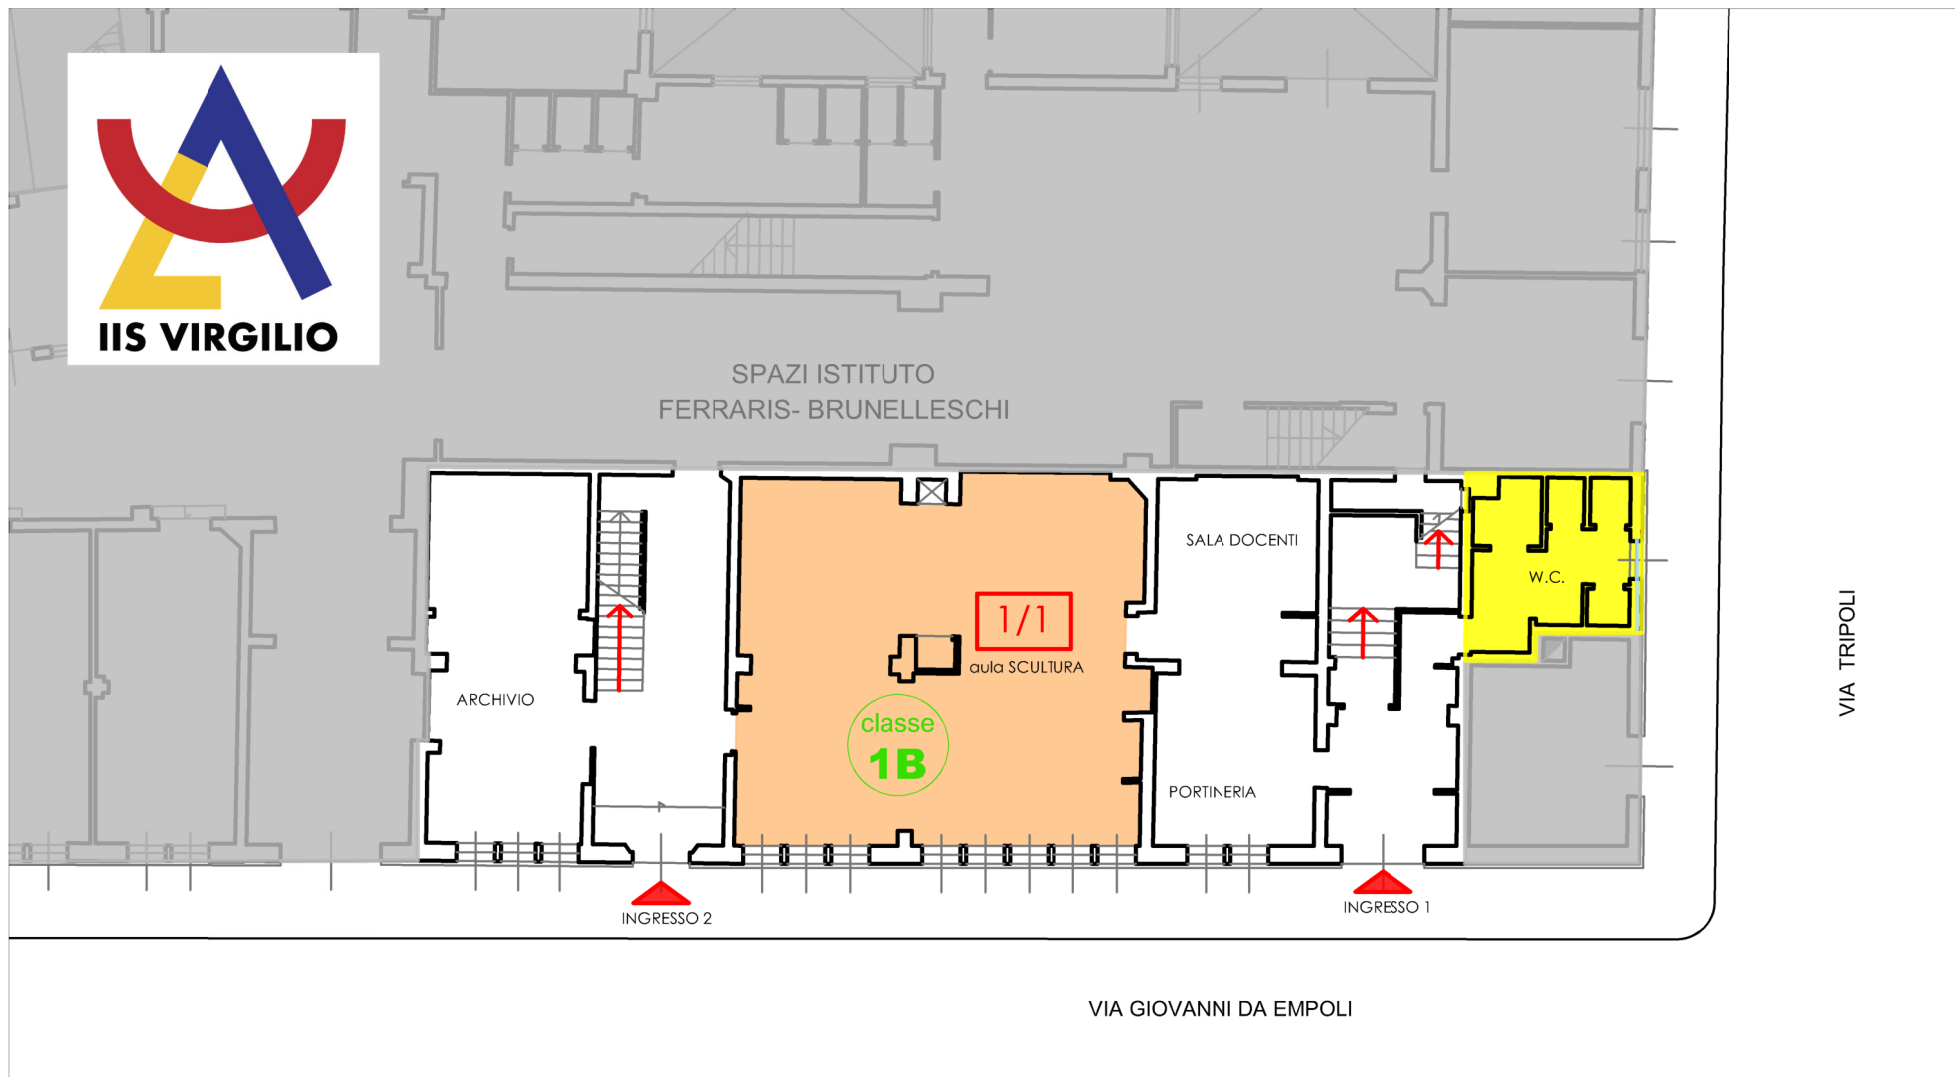 IIS VIRGILIO
SPAZI ISTITUTO
FERRARIS- BRUNELLESCHI
SALA DOCENTI
W.C.
1/1
aula SCULTURA
ARCHIVIO
classe
1B
PORTINERIA
INGRESSO 2
INGRESSO 1
VIA TRIPOLI
VIA GIOVANNI DA EMPOLI